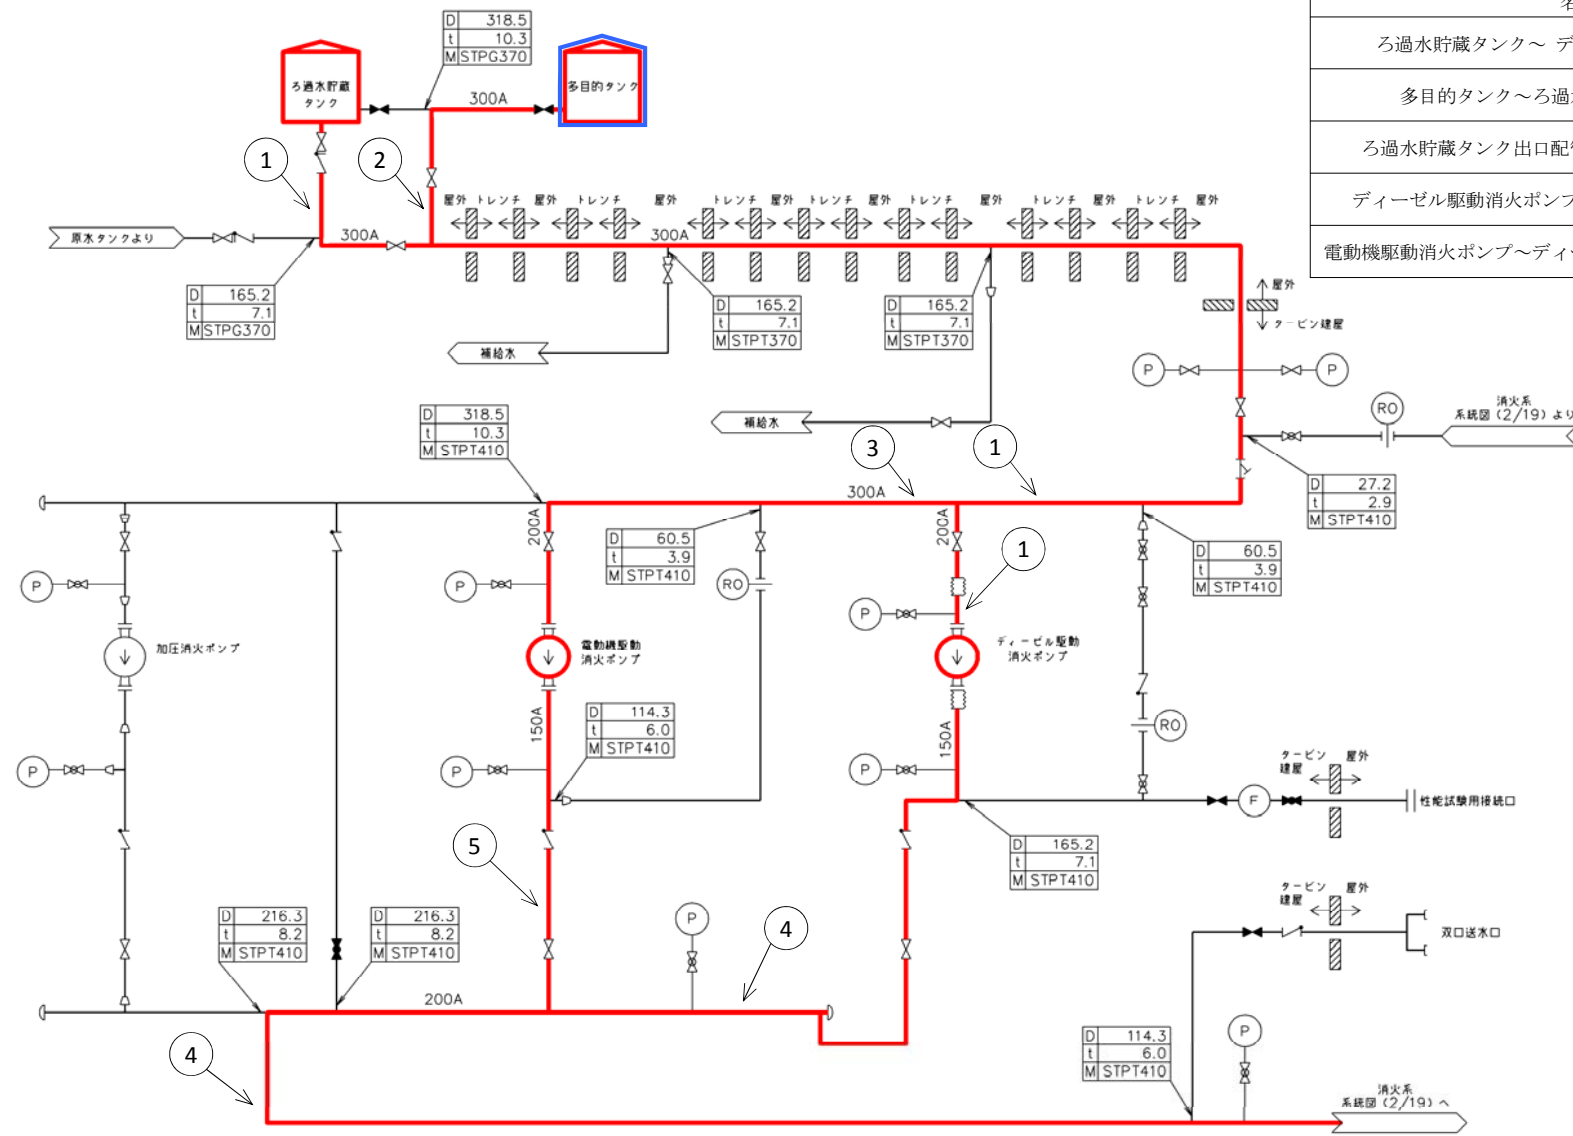 名
ろ過水貯蔵タンク～ デ
多目的タンク～ろ過
ろ過水貯蔵タンク出口配
ディーゼル駆動消火ポンプ
電動機駆動消火ポンプ～ディ
D 318.5
t 10.3
M STPG370
ろ過水貯蔵
タンク
300A
多目的タンク
1
2
屋外 トレンチ 屋外 トレンチ 屋外 トレンチ 屋外 トレンチ 屋外 トレンチ 屋外 トレンチ 屋外
原水タンクより
300A
300A
D 165.2
t 7.1
M STPG370
D 165.2
t 7.1
M STPT370
D 165.2
t 7.1
M STPT370
屋外
タービン建屋
補給水
P
P
補給水
RO
消火系
系統図(2/19)より
D 318.5
t 10.3
M STPT410
3
1
300A
D 27.2
t 2.9
M STPT410
200A
200A
D 60.5
t 3.9
M STPT410
1
D 60.5
t 3.9
M STPT410
P
P
RO
P
加圧消火ポンプ
電動機駆動
消火ポンプ
ディーゼル駆動
消火ポンプ
D 114.3
t 6.0
M STPT410
150A
150A
RO
P
P
P
タービン
建屋
屋外
F
性能試験用接続口
5
D 165.2
t 7.1
M STPT410
タービン
建屋
屋外
双口送水口
D 216.3
t 8.2
M STPT410
D 216.3
t 8.2
M STPT410
P
4
200A
4
D 114.3
t 6.0
M STPT410
P
消火系
系統図(2/19)へ